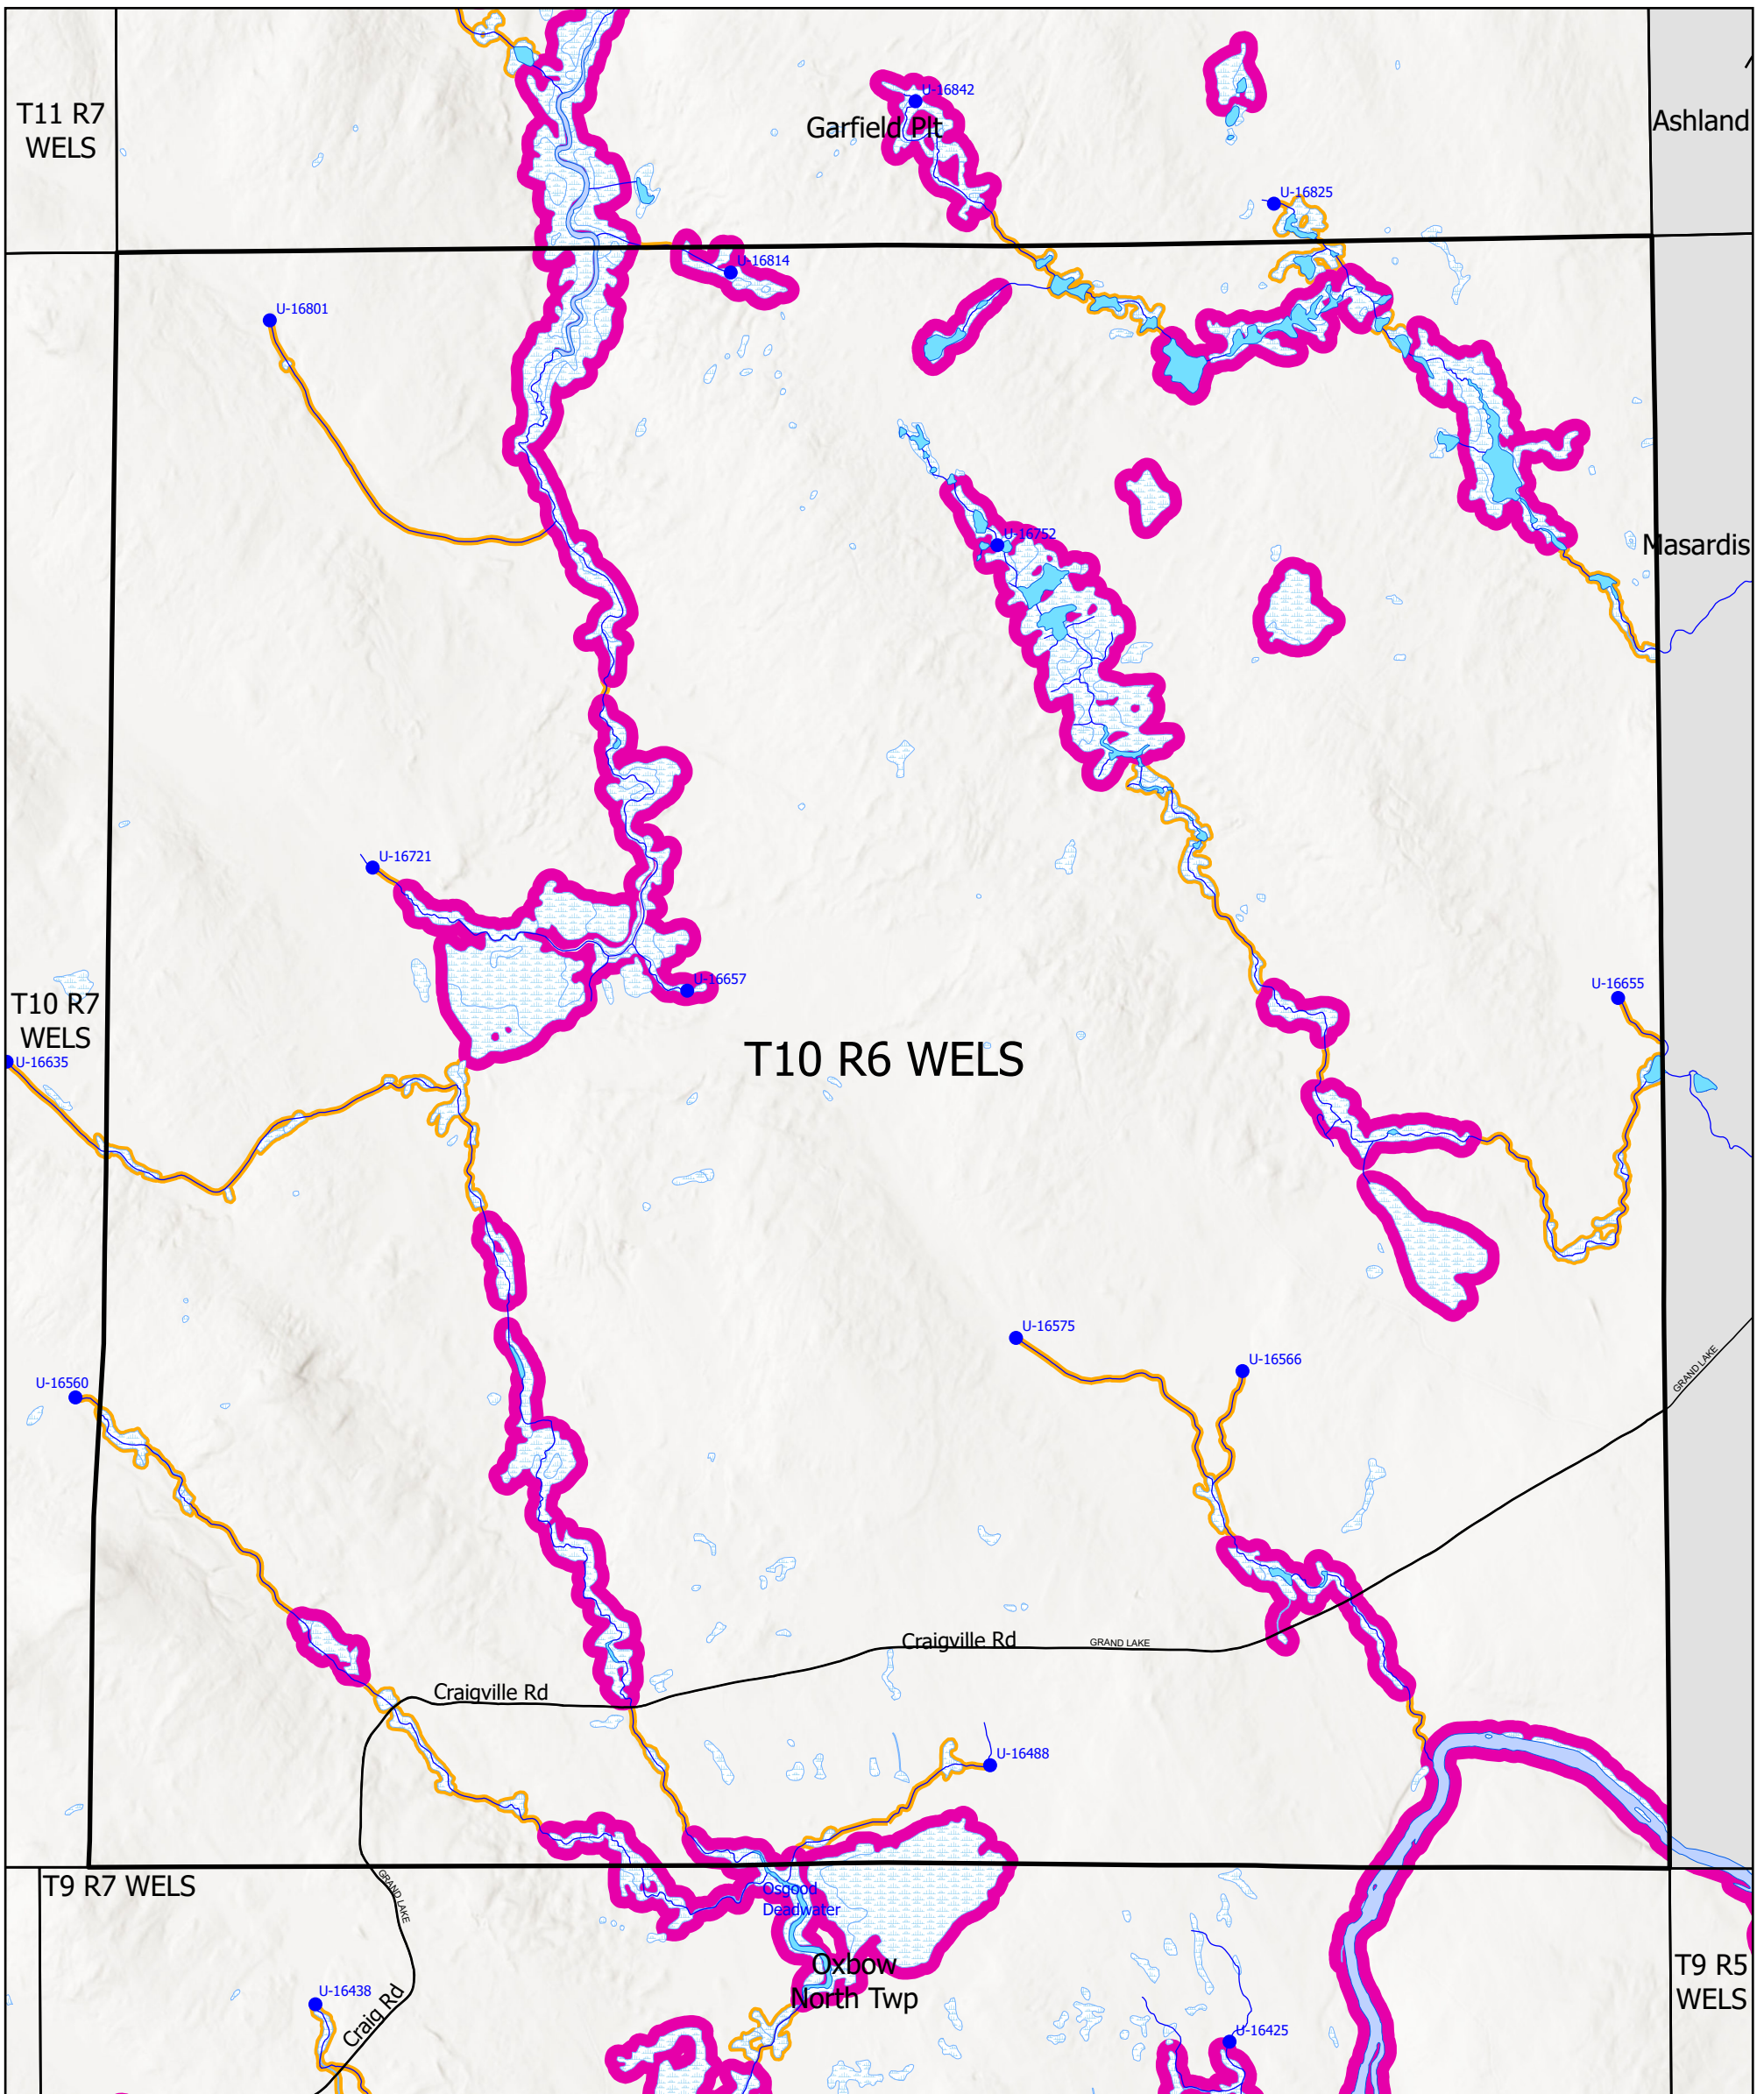 U-16842
T11 R7
WELS
Garfield Plt
Ashland
U-16825
U-16814
U-16801
U-16752
Masardis
U-16721
U-16657
U-16655
T10 R7
WELS
U-16635
T10 R6 WELS
U-16575
U-16566
U-16560
GRAND LAKE
Craigville Rd
GRAND LAKE
Craigville Rd
U-16488
T9 R7 WELS
GRAND LAKE
Osgood
Deadwater
Oxbow
North Twp
T9 R5
WELS
U-16438
Craig Rd
U-16425